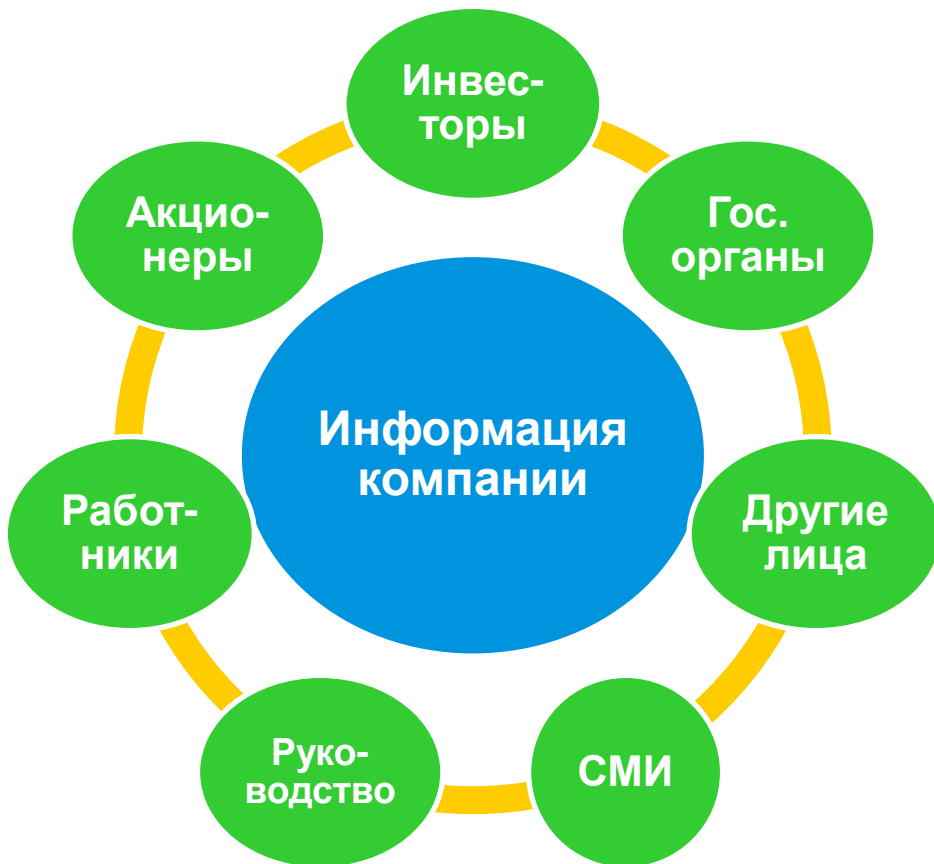 Инвес-
торы
Гос.
органы
Другие
лица
СМИ
Руко-
водство
Работ-
ники
Акцио-
неры
Информация
компании